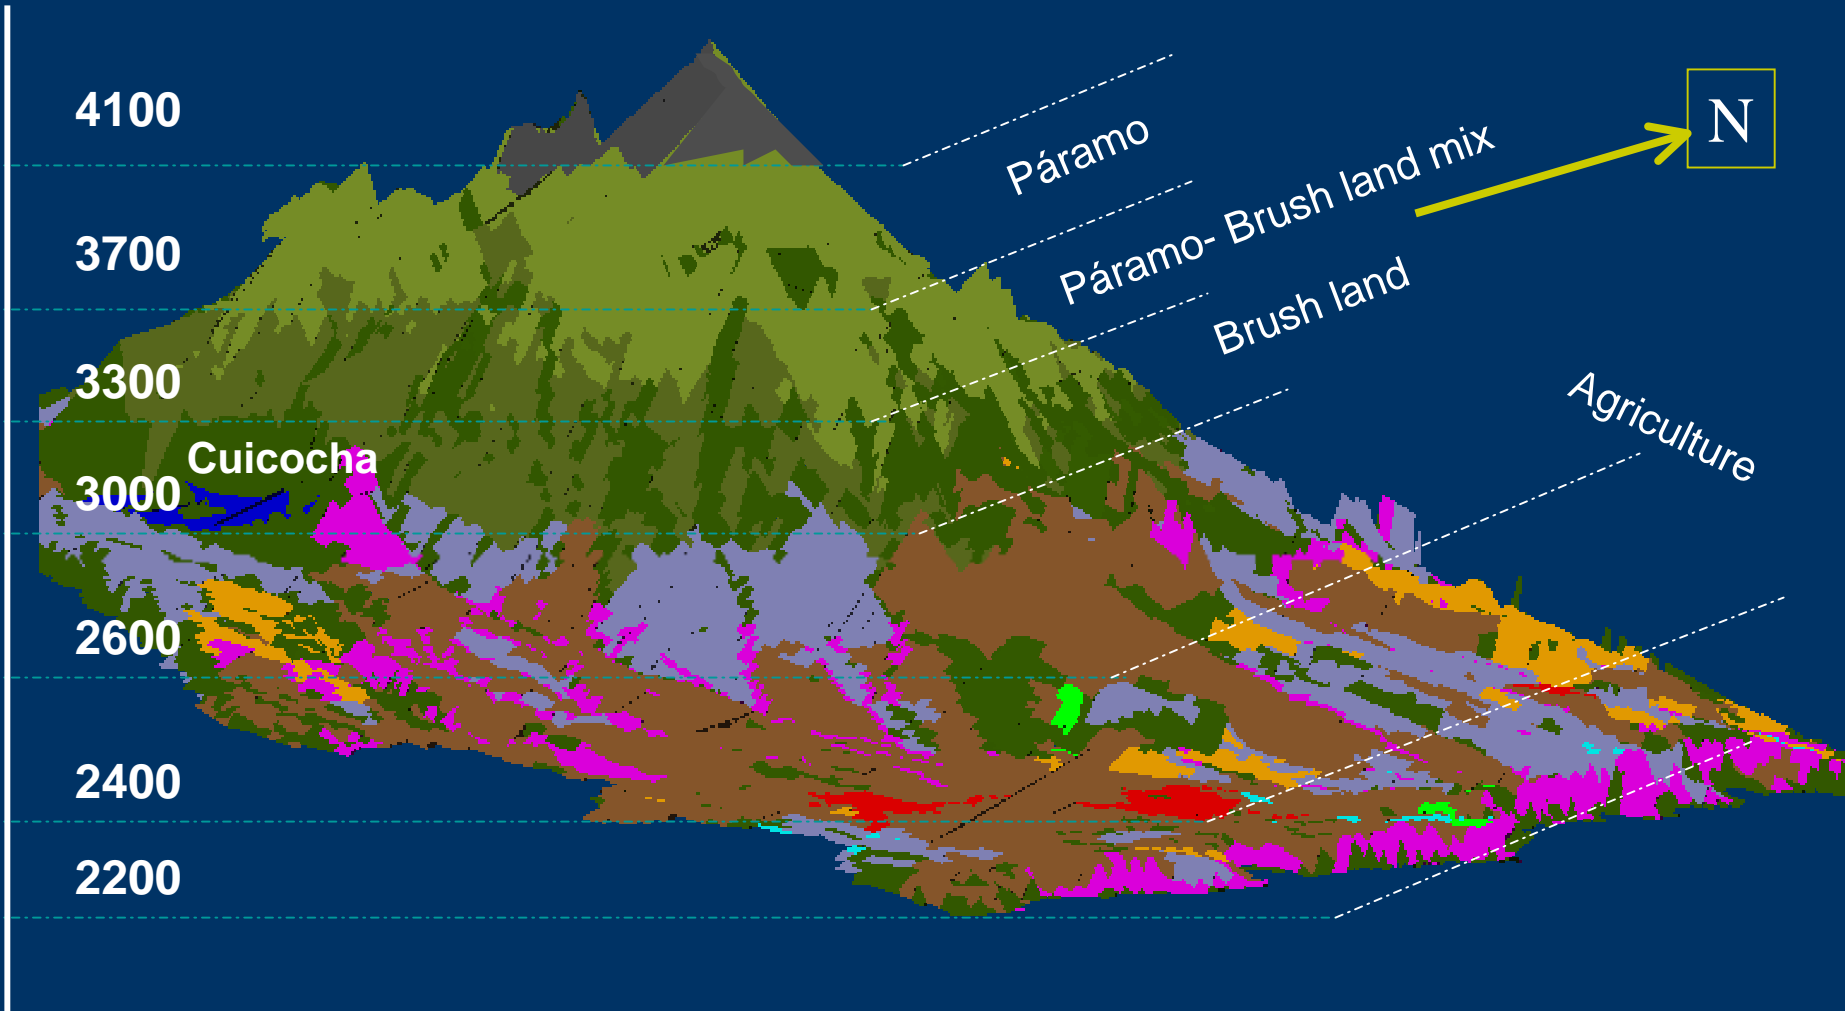 4100
N
Páramo
Páramo- Brush land mix
3700
Brush land
3300
Agriculture
Cuicocha
3000
2600
2400
2200